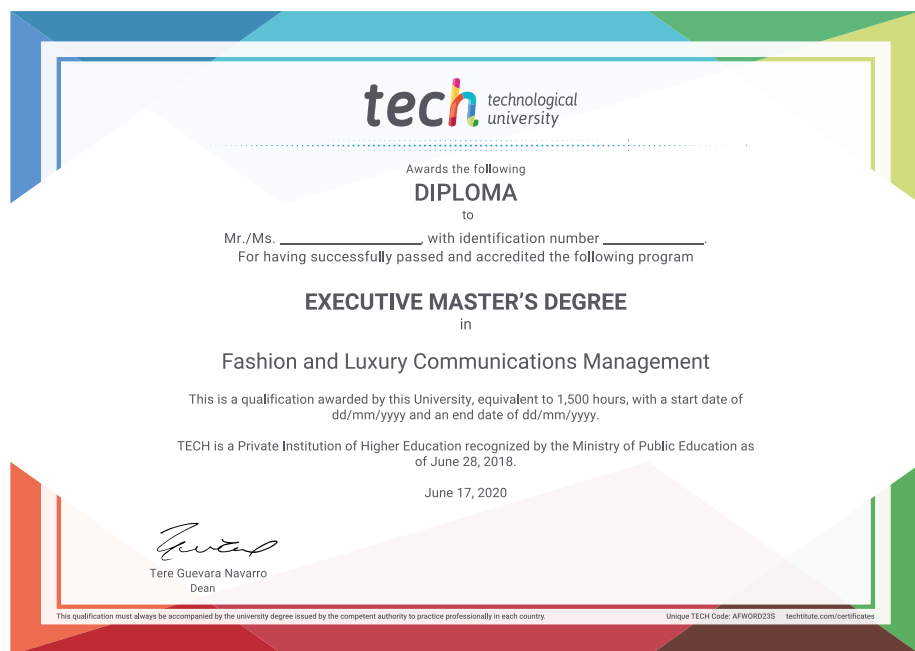 tech technological
university
Awards the following
DIPLOMA
to
Mr./Ms. ____________, with identification number ____________.
For having successfully passed and accredited the following program
EXECUTIVE MASTER'S DEGREE
in
Fashion and Luxury Communications Management
This is a qualification awarded by this University, equivalent to 1,500 hours, with a start date of
dd/mm/yyyy and an end date of dd/mm/yyyy.
TECH is a Private Institution of Higher Education recognized by the Ministry of Public Education as
of June 28, 2018.
June 17, 2020
Tere Guevara Navarro
Dean
This qualification must always be accompanied by the university degree issued by the competent authority to practice professionally in each country. Unique TECH Code: AFWORD23S techtitute.com/certificates